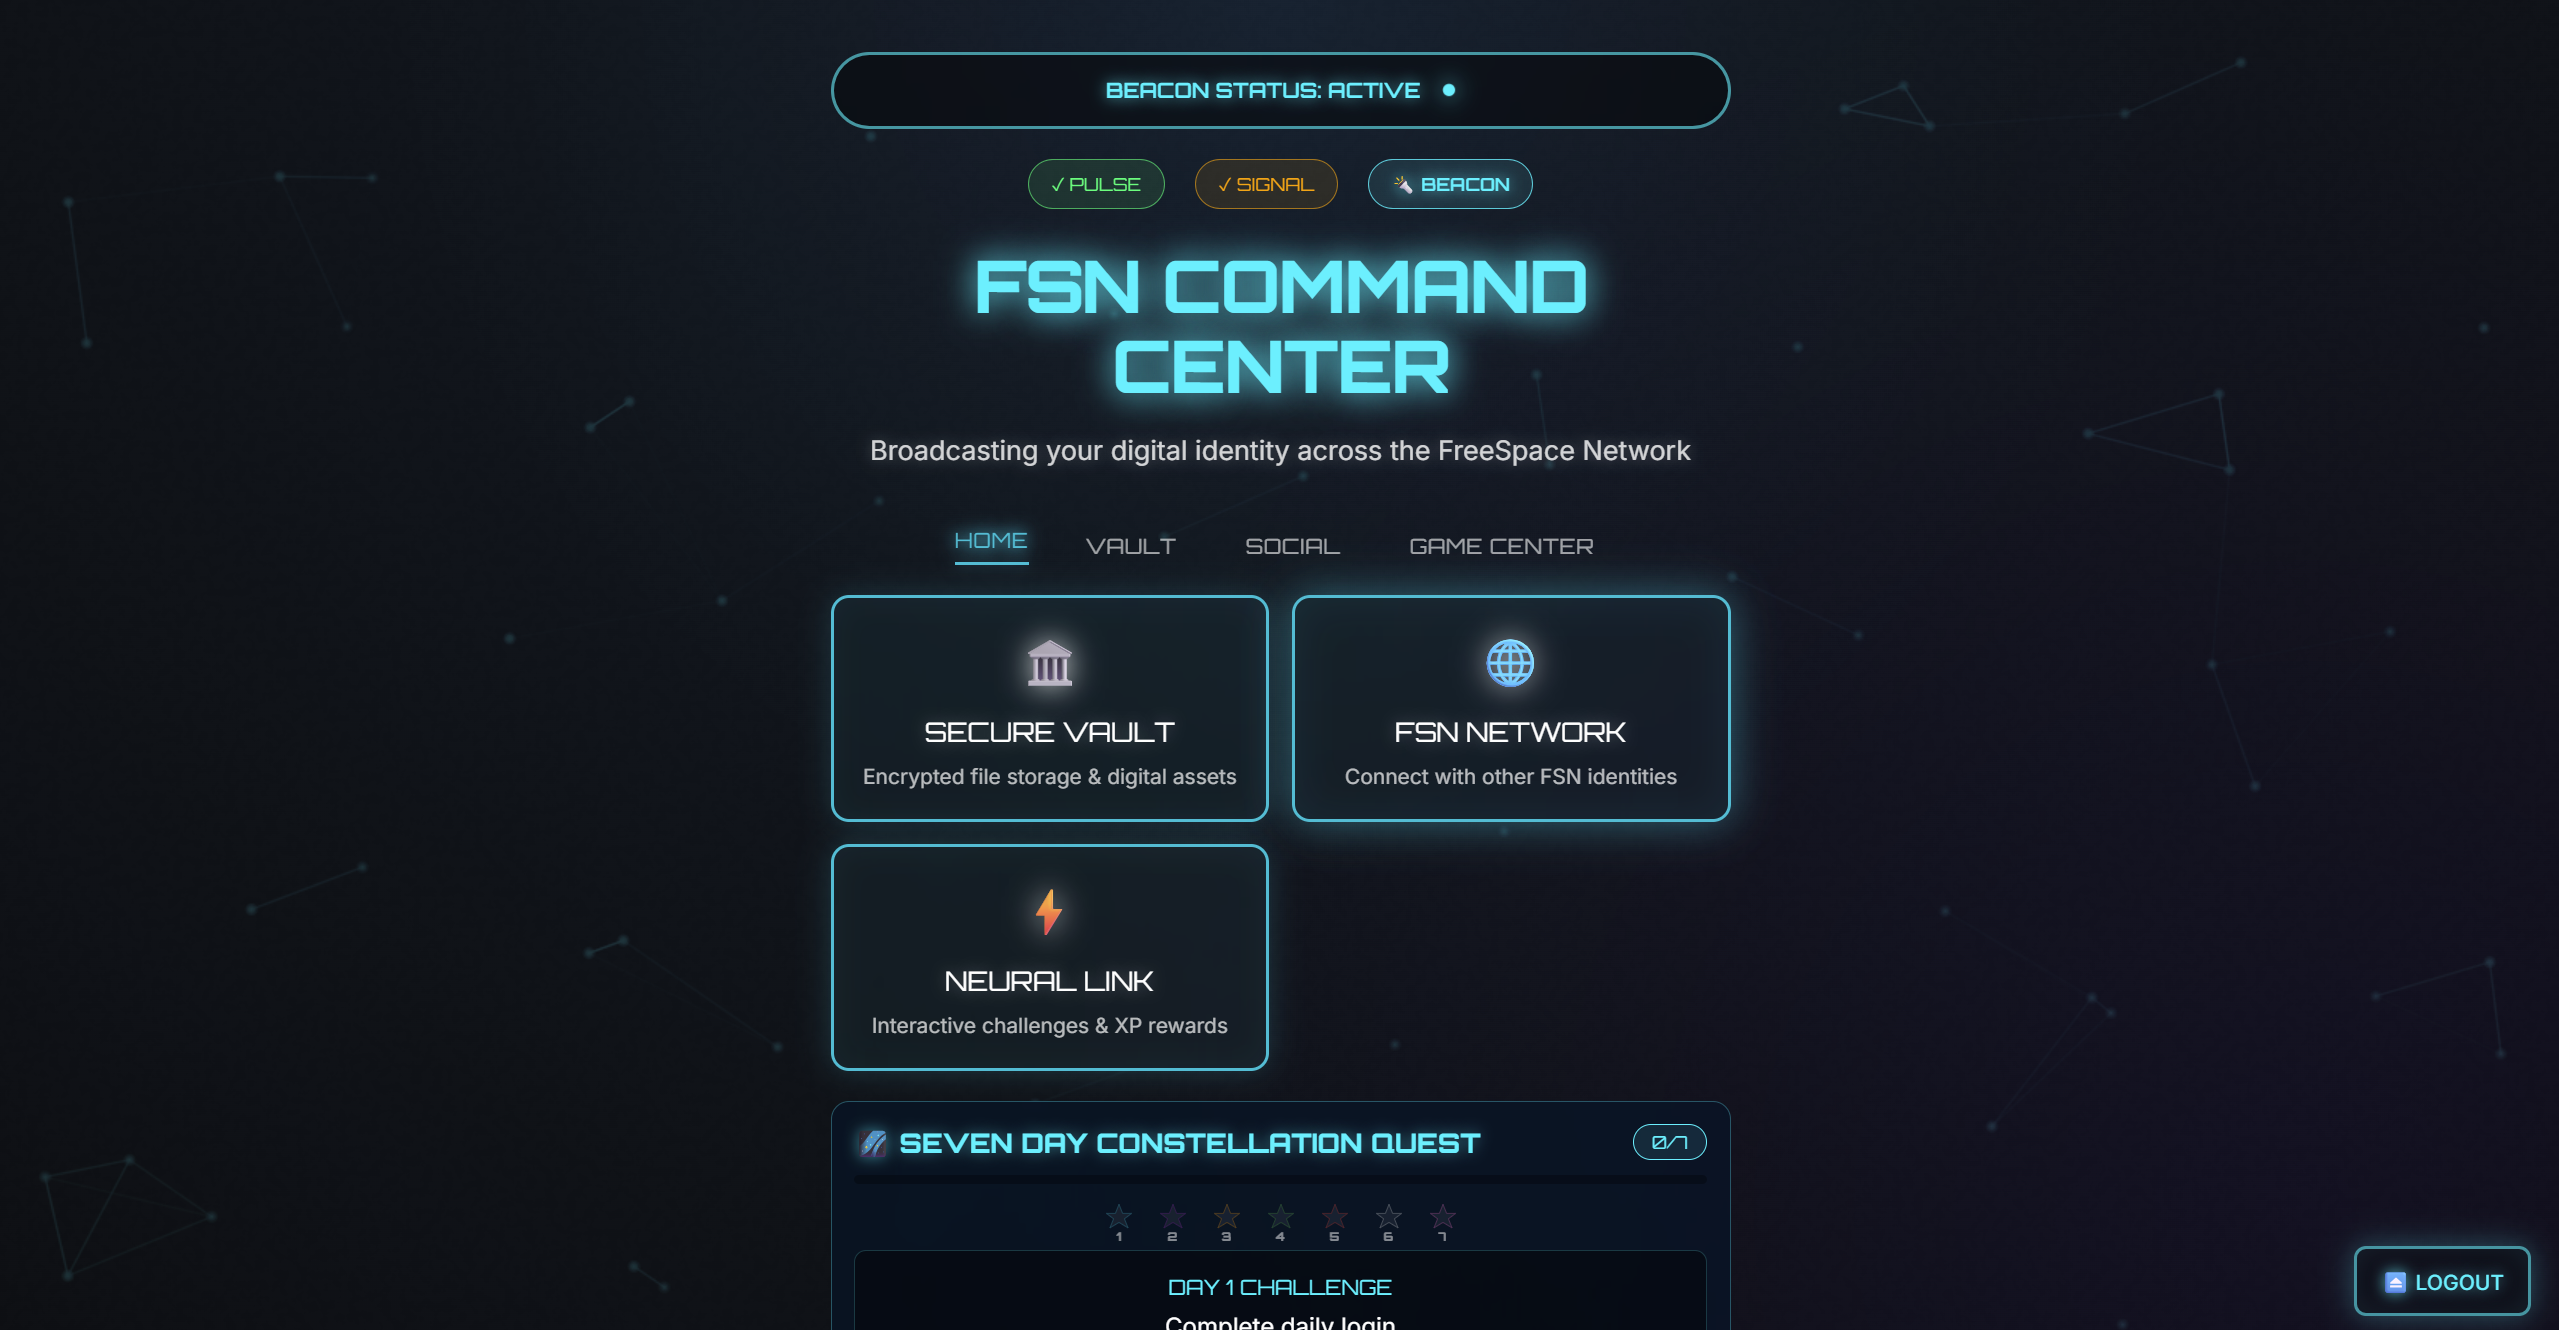 BEACON STATUS: ACTIVE
✓ PULSE
✓ SIGNAL
BEACON
FSN COMMAND
CENTER
Broadcasting your digital identity across the FreeSpace Network
HOME
VAULT
SOCIAL
GAME CENTER
SECURE VAULT
Encrypted file storage & digital assets
FSN NETWORK
Connect with other FSN identities
NEURAL LINK
Interactive challenges & XP rewards
SEVEN DAY CONSTELLATION QUEST
0/7
1
2
3
4
5
6
7
DAY 1 CHALLENGE
Complete daily login
LOGOUT